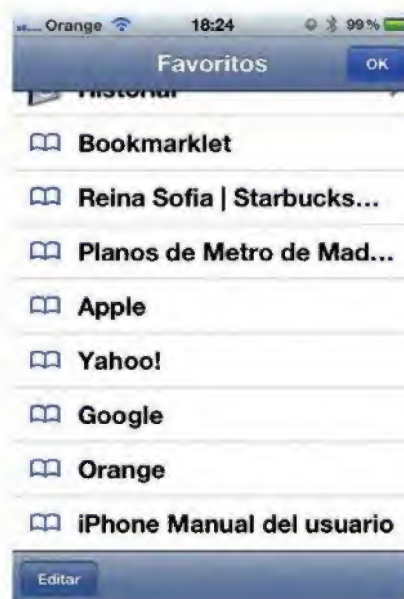 Orange 18:24 99%
Favoritos OK
Historial
Bookmarklet
Reina Sofia | Starbucks...
Planos de Metro de Mad...
Apple
Yahoo!
Google
Orange
iPhone Manual del usuario
Editar